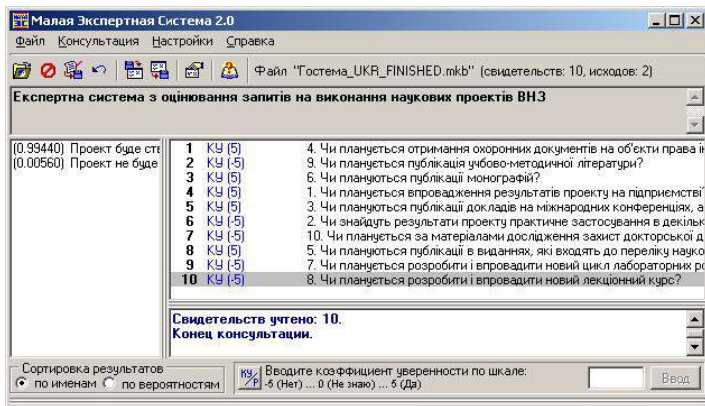 Малая Экспертная Система 2.0
Файл Консультация Настройки Справка
Файл "Гостема_UKR_FINISHED.mkb" (свидетельств: 10, исходов: 2)
Експертна система з оцінювання запитів на виконання наукових проектів ВНЗ
(0.99440) Проект буде ств
(0.00560) Проект не буде
1 КУ (5) 4. Чи планується отримання охоронних документів на об'єкти права ін
2 КУ (-5) 9. Чи планується публікація учбово-методичної літератури?
3 КУ (5) 6. Чи плануються публікації монографій?
4 КУ (5) 1. Чи планується впровадження результатів проекту на підприємстві
5 КУ (5) 3. Чи плануються публікації докладів на міжнародних конференціях, а
6 КУ (-5) 2. Чи знайдуть результати проекту практичне застосування в декільк
7 КУ (-5) 10. Чи планується за матеріалами дослідження захист докторської д
8 КУ (5) 5. Чи плануються публікації в виданнях, які входять до переліку науко
9 КУ (-5) 7. Чи планується розробити і впровадити новий цикл лабораторних ро
10 КУ (-5) 8. Чи планується розробити і впровадити новий лекціонний курс?
Свидетельств учтено: 10.
Конец консультации.
Сортировка результатов
по именам по вероятностям
КУ/Р
Вводите коэффициент уверенности по шкале:
-5 (Нет) ... 0 (Не знаю) ... 5 (Да)
Ввод